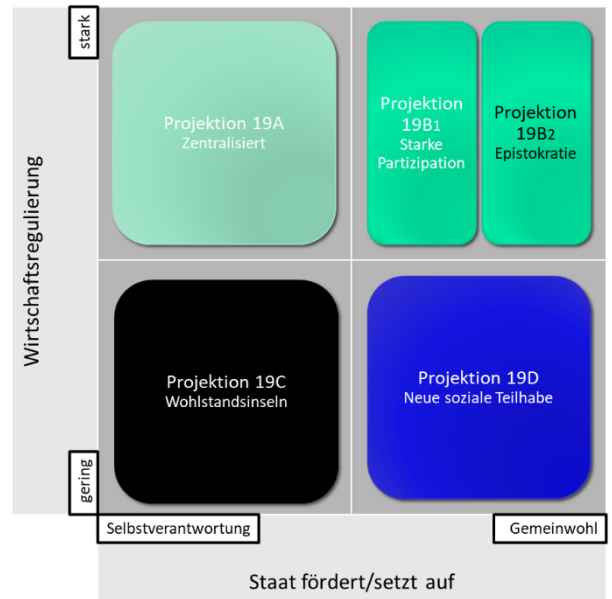 stark
Projektion 19A
Zentralisiert
Projektion
19B1
Starke
Partizipation
Projektion
19B2
Epistokratie
Wirtschaftsregulierung
Projektion 19C
Wohlstandsinseln
Projektion 19D
Neue soziale Teilhabe
gering
Selbstverantwortung
Gemeinwohl
Staat fördert/setzt auf